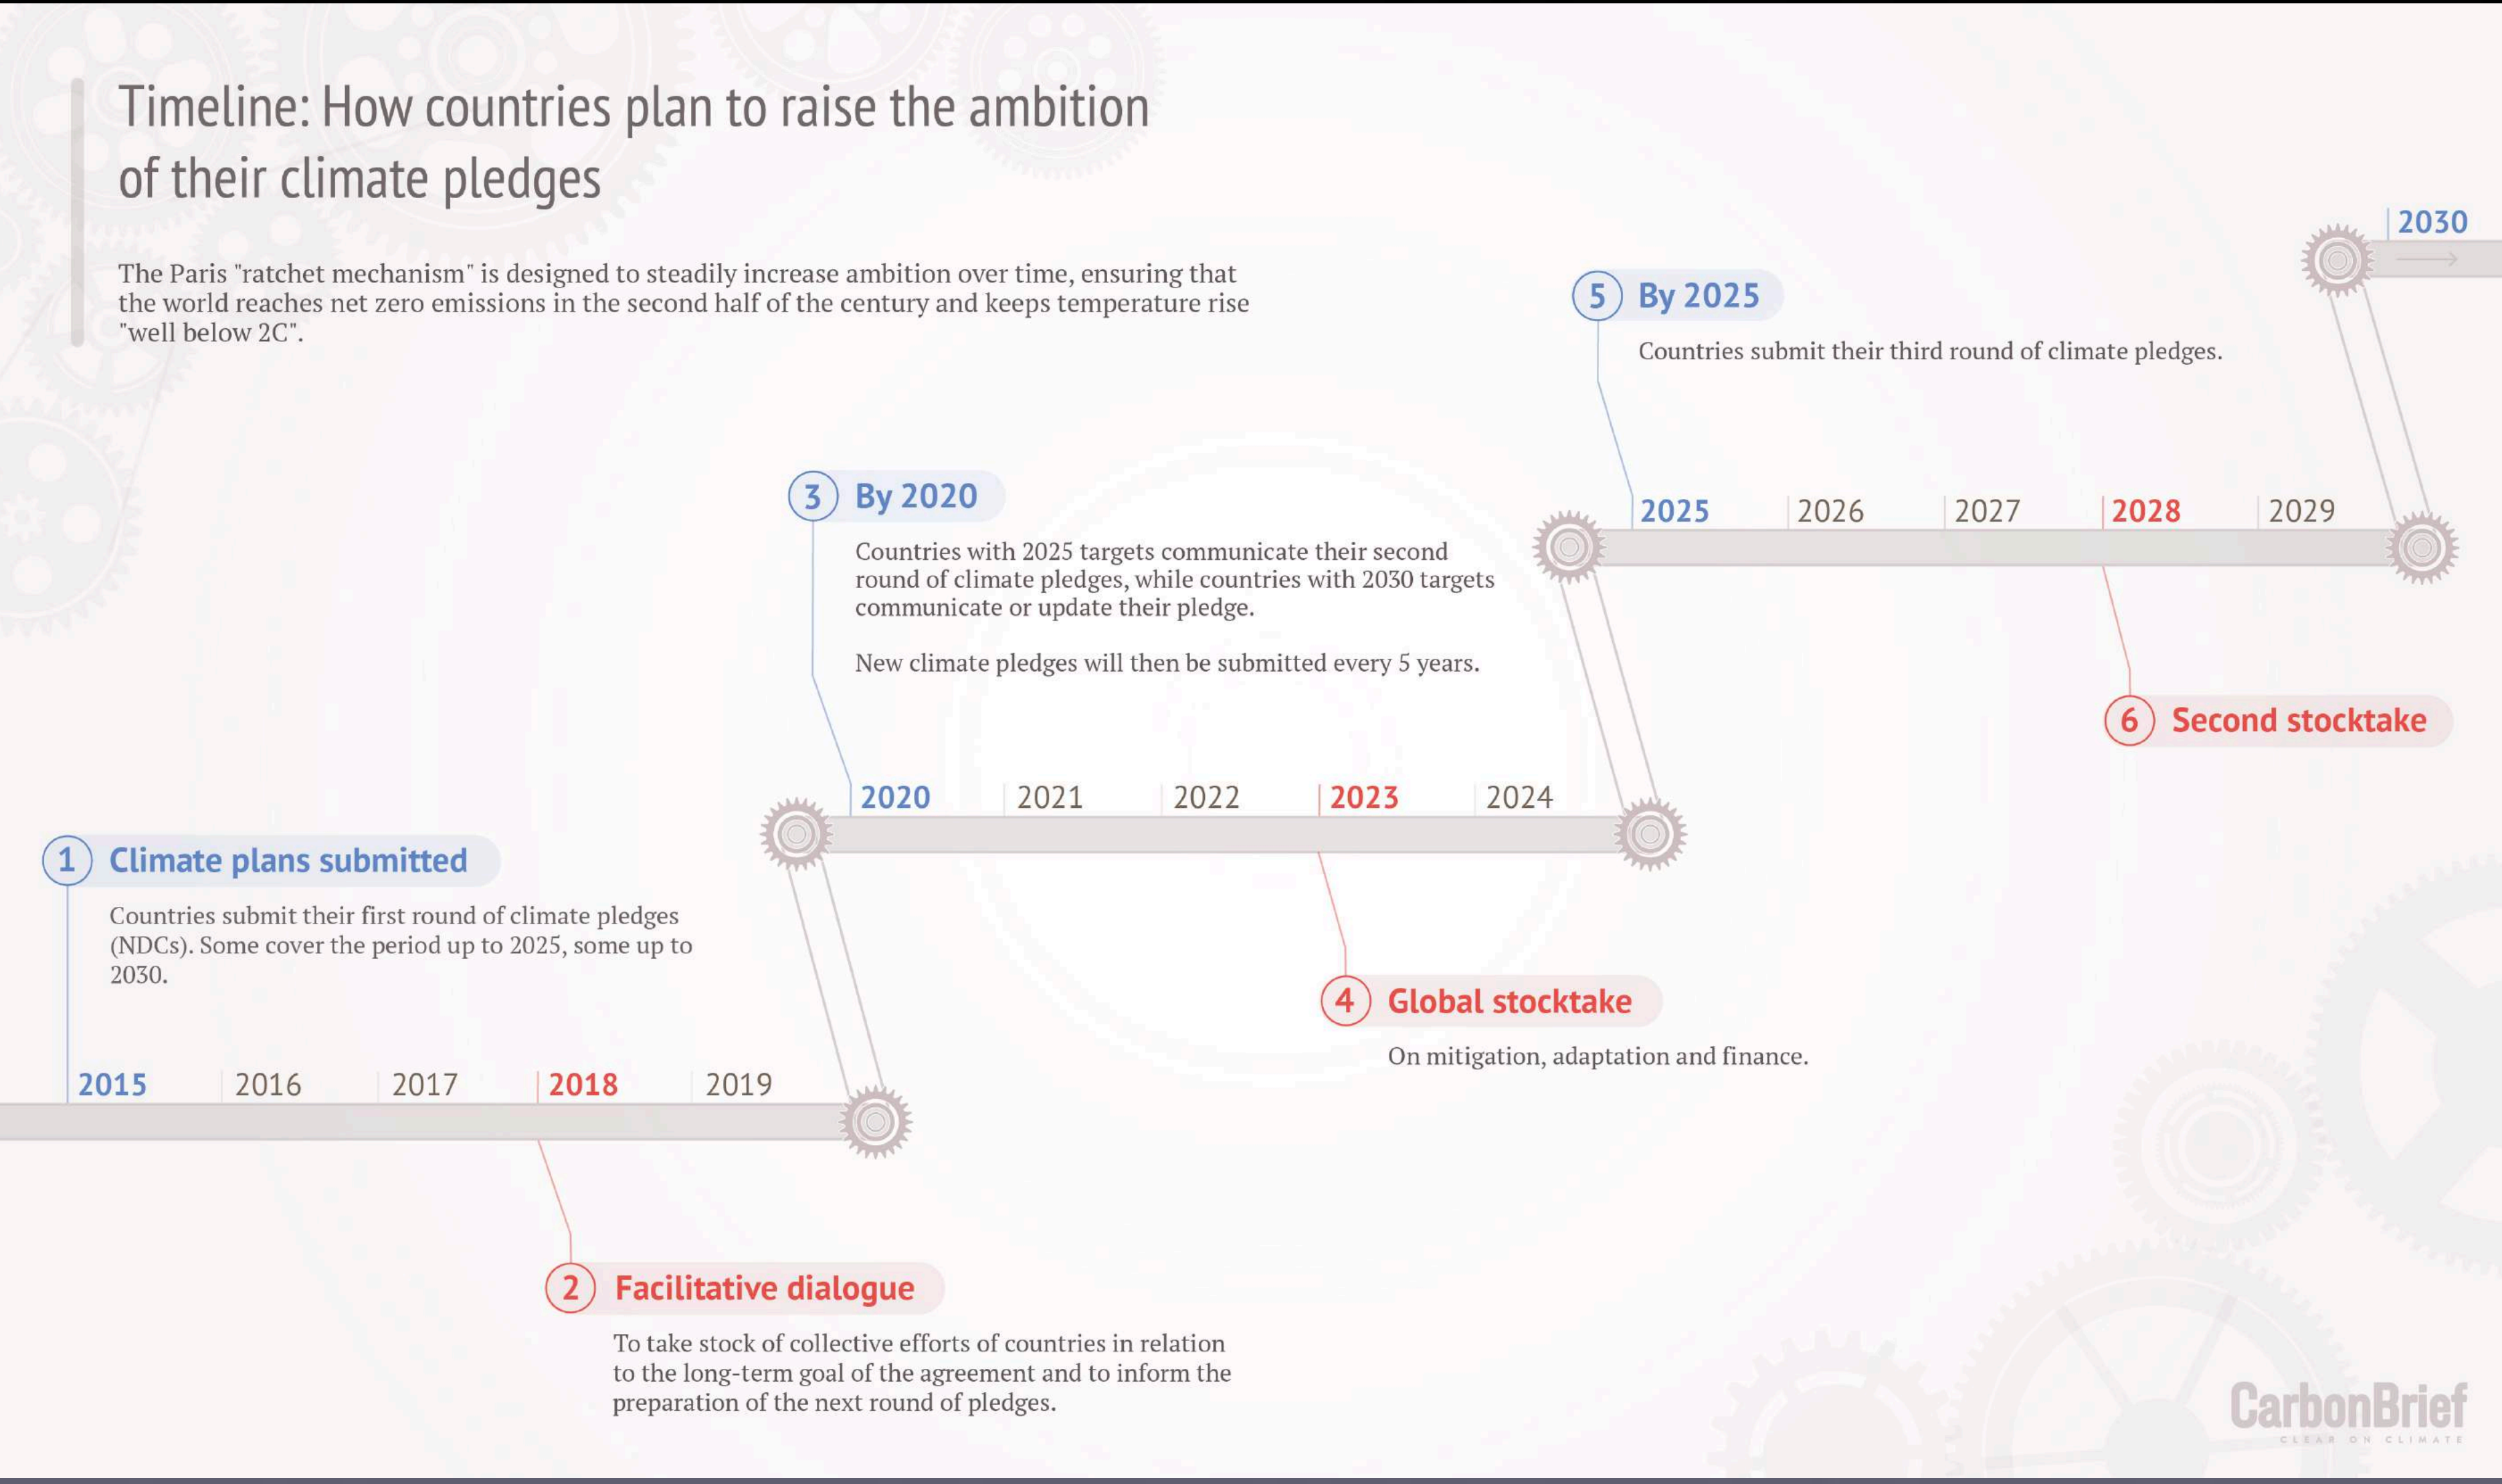 Timeline: How countries plan to raise the ambition
of their climate pledges
The Paris "ratchet mechanism" is designed to steadily increase ambition over time, ensuring that
the world reaches net zero emissions in the second half of the century and keeps temperature rise
"well below 2C".
1 Climate plans submitted
Countries submit their first round of climate pledges
(NDCs). Some cover the period up to 2025, some up to
2030.
2015 2016 2017 2018 2019
2 Facilitative dialogue
To take stock of collective efforts of countries in relation
to the long-term goal of the agreement and to inform the
preparation of the next round of pledges.
3 By 2020
Countries with 2025 targets communicate their second
round of climate pledges, while countries with 2030 targets
communicate or update their pledge.
New climate pledges will then be submitted every 5 years.
2020 2021 2022 2023 2024
4 Global stocktake
On mitigation, adaptation and finance.
5 By 2025
Countries submit their third round of climate pledges.
2025 2026 2027 2028 2029
6 Second stocktake
2030
CarbonBrief
CLEAR ON CLIMATE